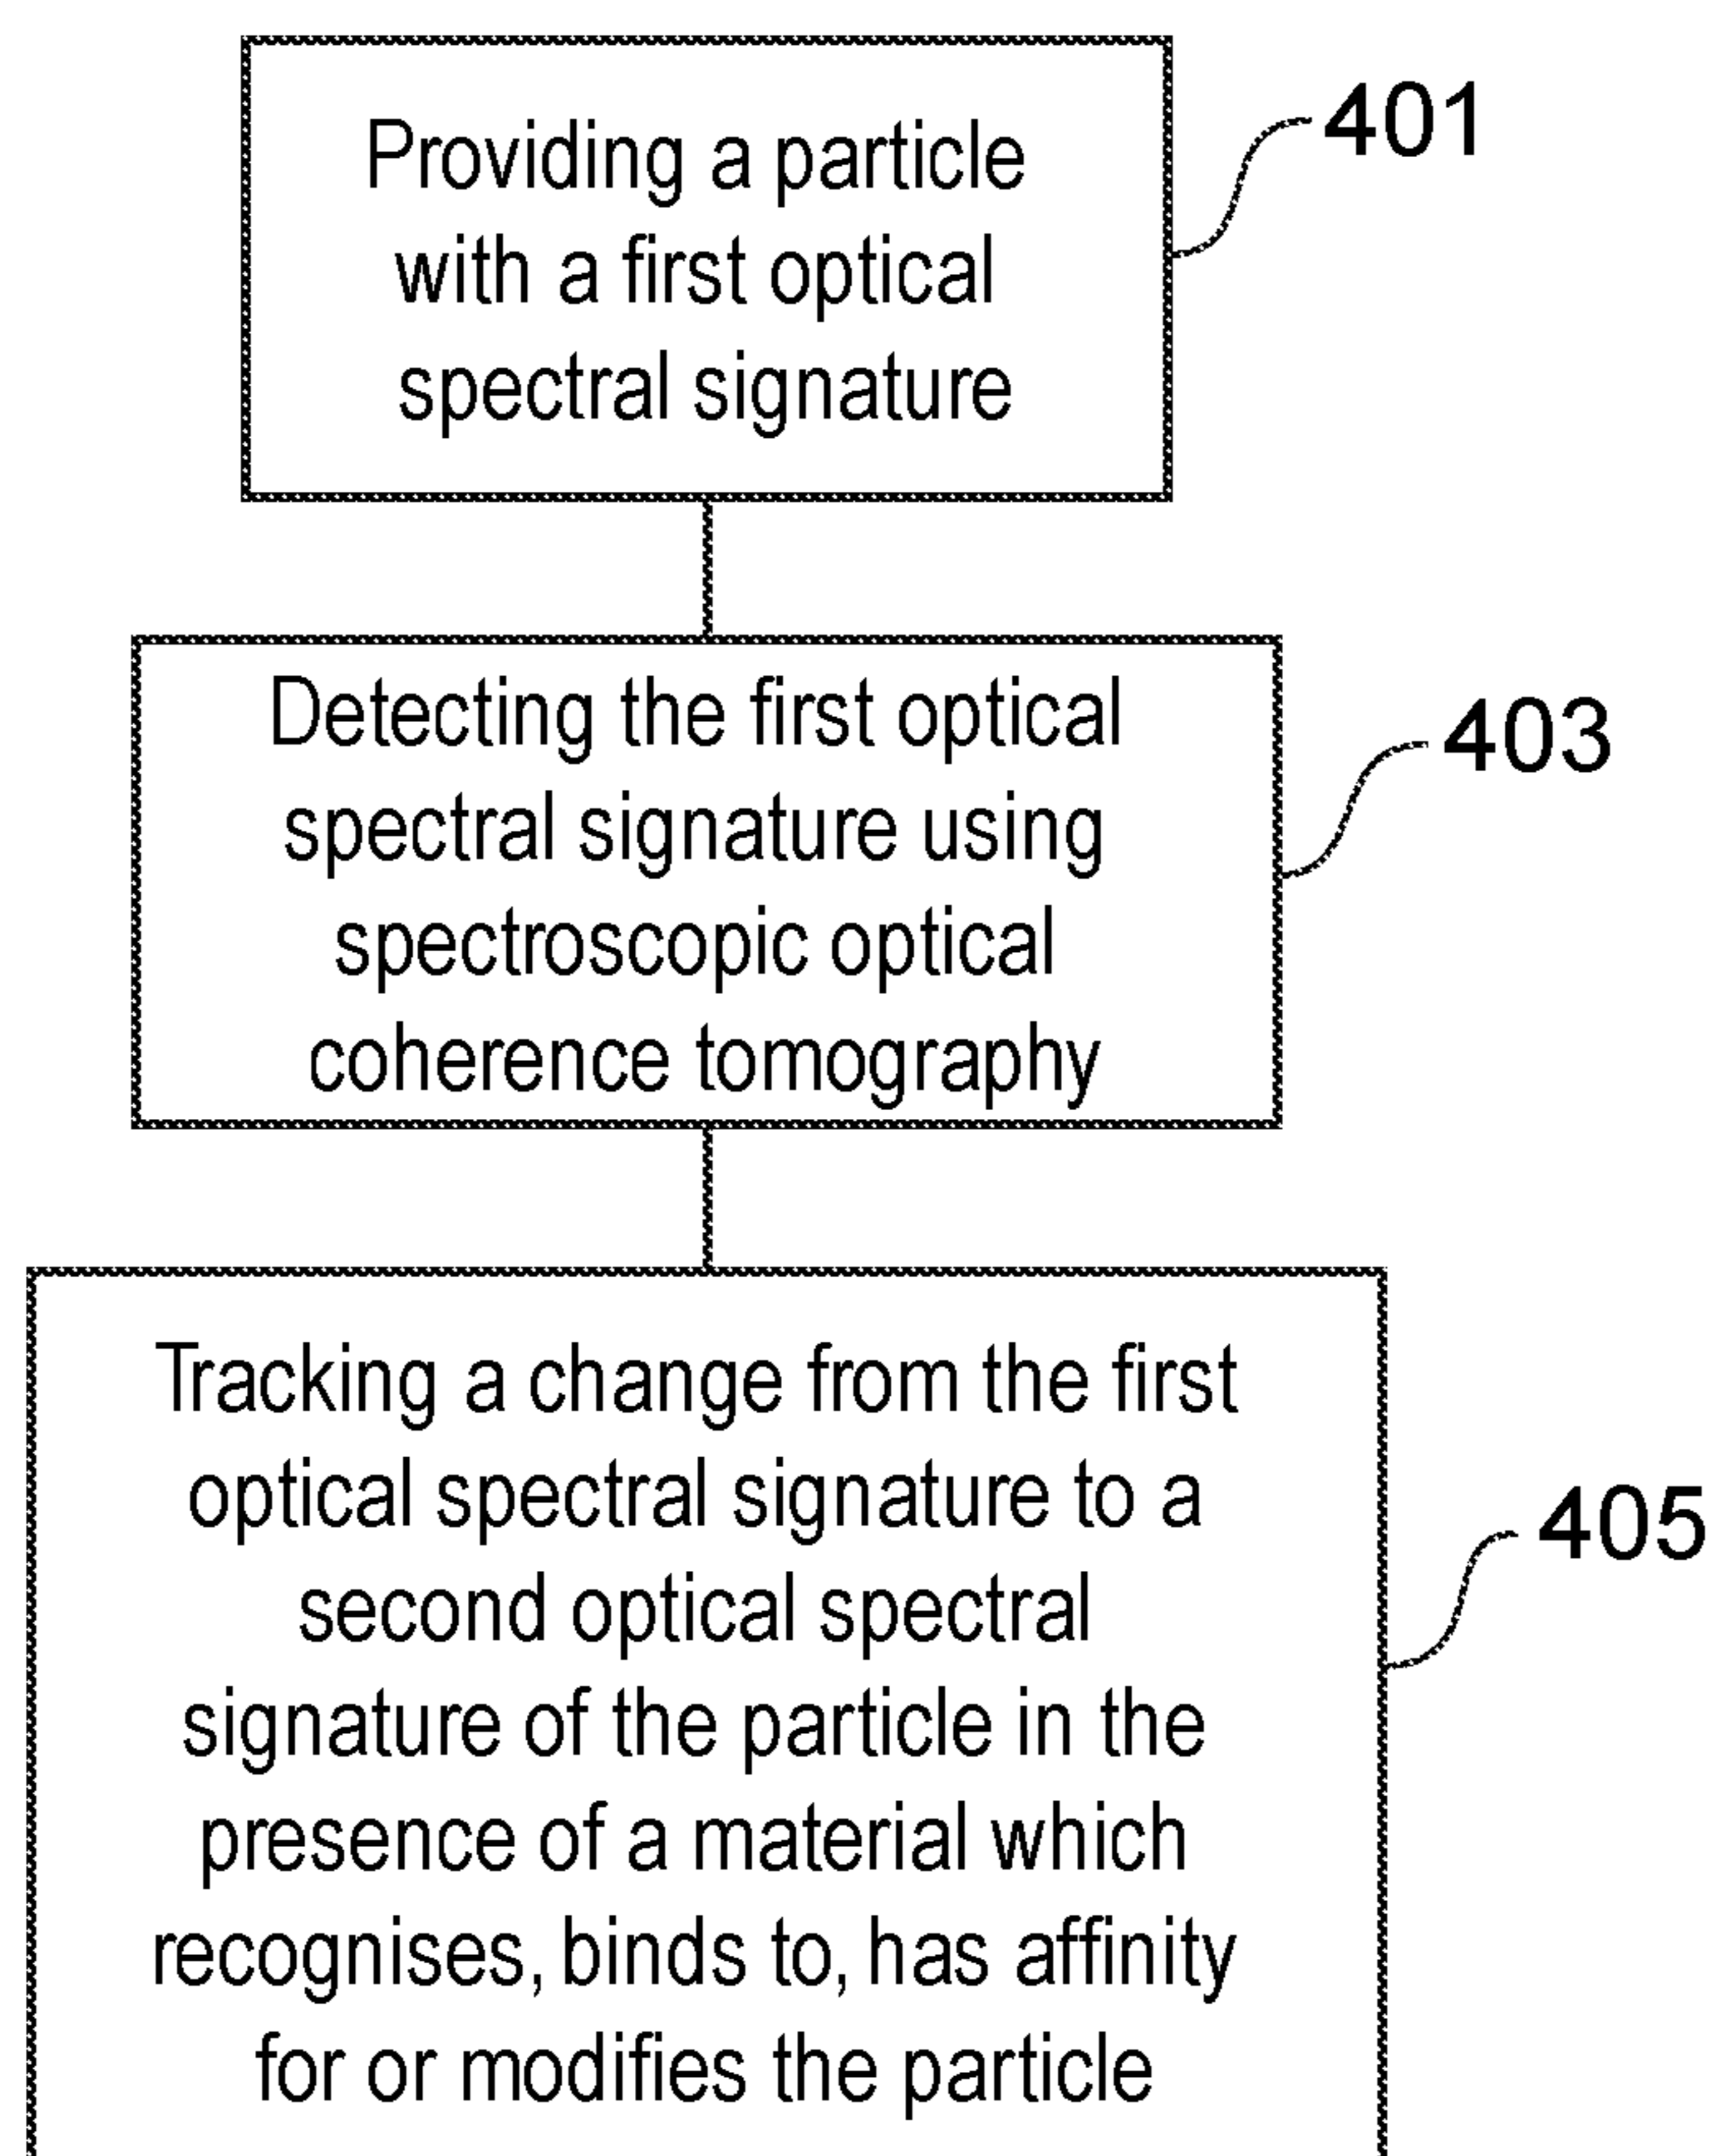 Providing a particle
with a first optical
spectral signature
401
Detecting the first optical
spectral signature using
spectroscopic optical
coherence tomography
403
Tracking a change from the first
optical spectral signature to a
second optical spectral
signature of the particle in the
presence of a material which
recognises, binds to, has affinity
for or modifies the particle
405